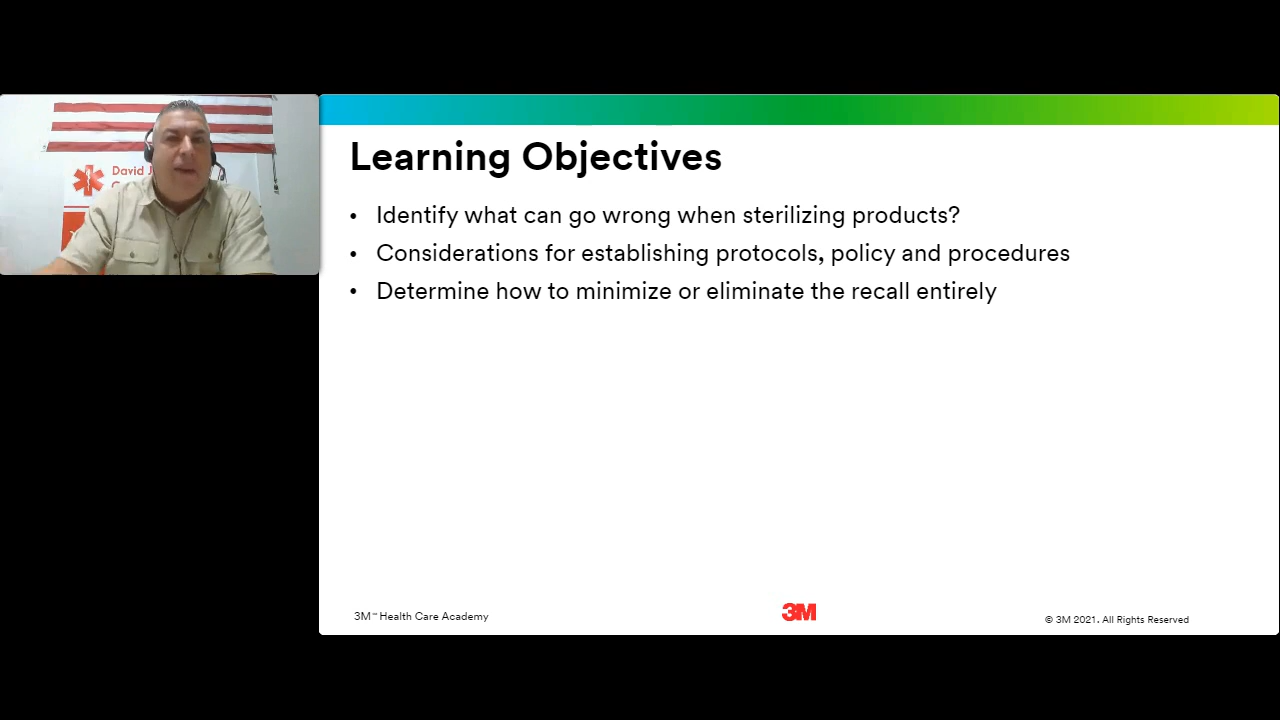 David J
Learning Objectives
• Identify what can go wrong when sterilizing products?
• Considerations for establishing protocols, policy and procedures
• Determine how to minimize or eliminate the recall entirely
3M™ Health Care Academy
3M
© 3M 2021. All Rights Reserved